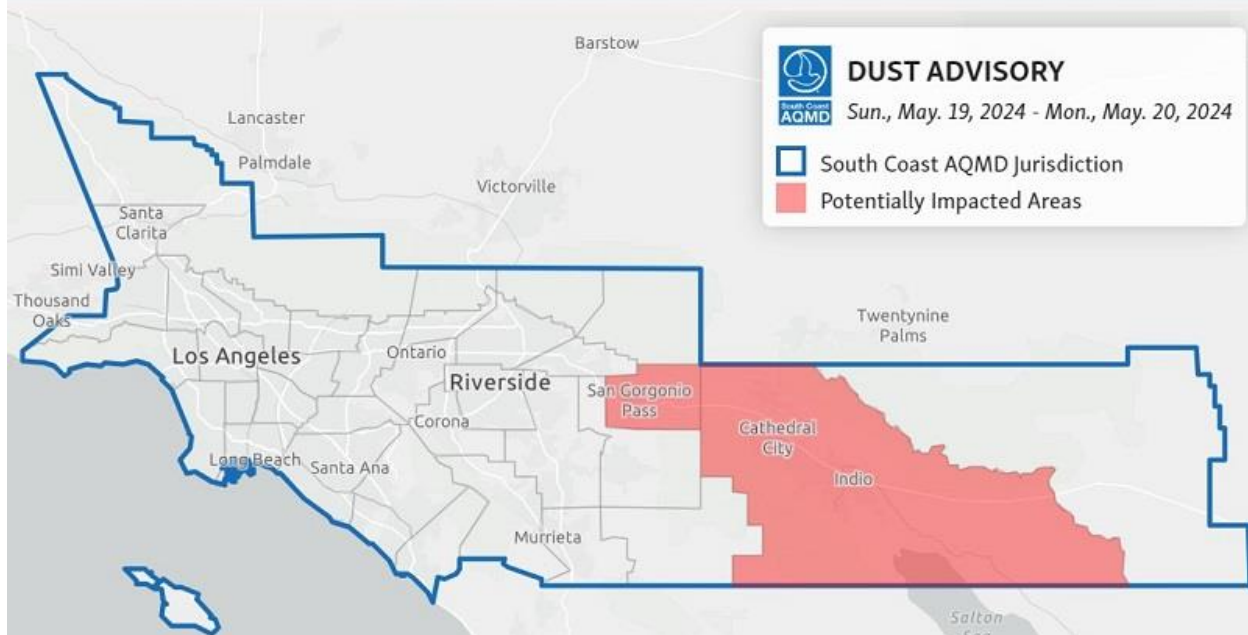 Barstow
DUST ADVISORY
South Coast
AQMD
Sun., May. 19, 2024 - Mon., May. 20, 2024
South Coast AQMD Jurisdiction
Potentially Impacted Areas
Lancaster
Palmdale
Victorville
Santa
Clarita
Simi Valley
Thousand
Oaks
Twentynine
Palms
Los Angeles
Ontario
Riverside
San Gorgonio
Pass
Corona
Cathedral
City
Long Beach
Santa Ana
Indio
Murrieta
Salton
Sea